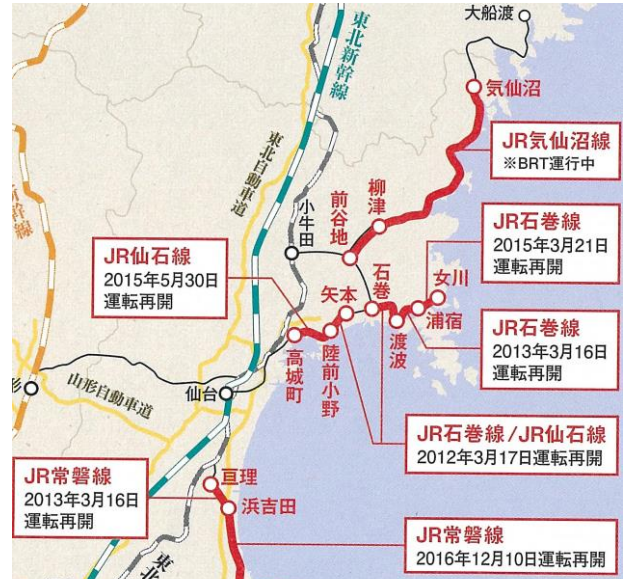 大船渡
気仙沼
東北新幹線
東北自動車道
JR気仙沼線
※BRT運行中
柳津
前谷地
小牛田
JR石巻線
2015年3月21日
運転再開
JR仙石線
2015年5月30日
運転再開
石巻
女川
矢本
浦宿
渡波
陸前小野
高城町
JR石巻線
2013年3月16日
運転再開
山形自動車道
形
仙台
JR石巻線/JR仙石線
2012年3月17日運転再開
JR常磐線
2013年3月16日
運転再開
亘理
浜吉田
JR常磐線
2016年12月10日運転再開
東北
東北